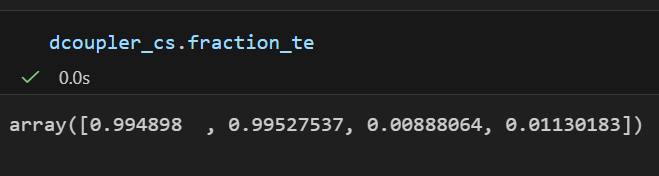 dcoupler_cs.fraction_te
0.0s
array([0.994898  , 0.99527537, 0.00888064, 0.01130183])